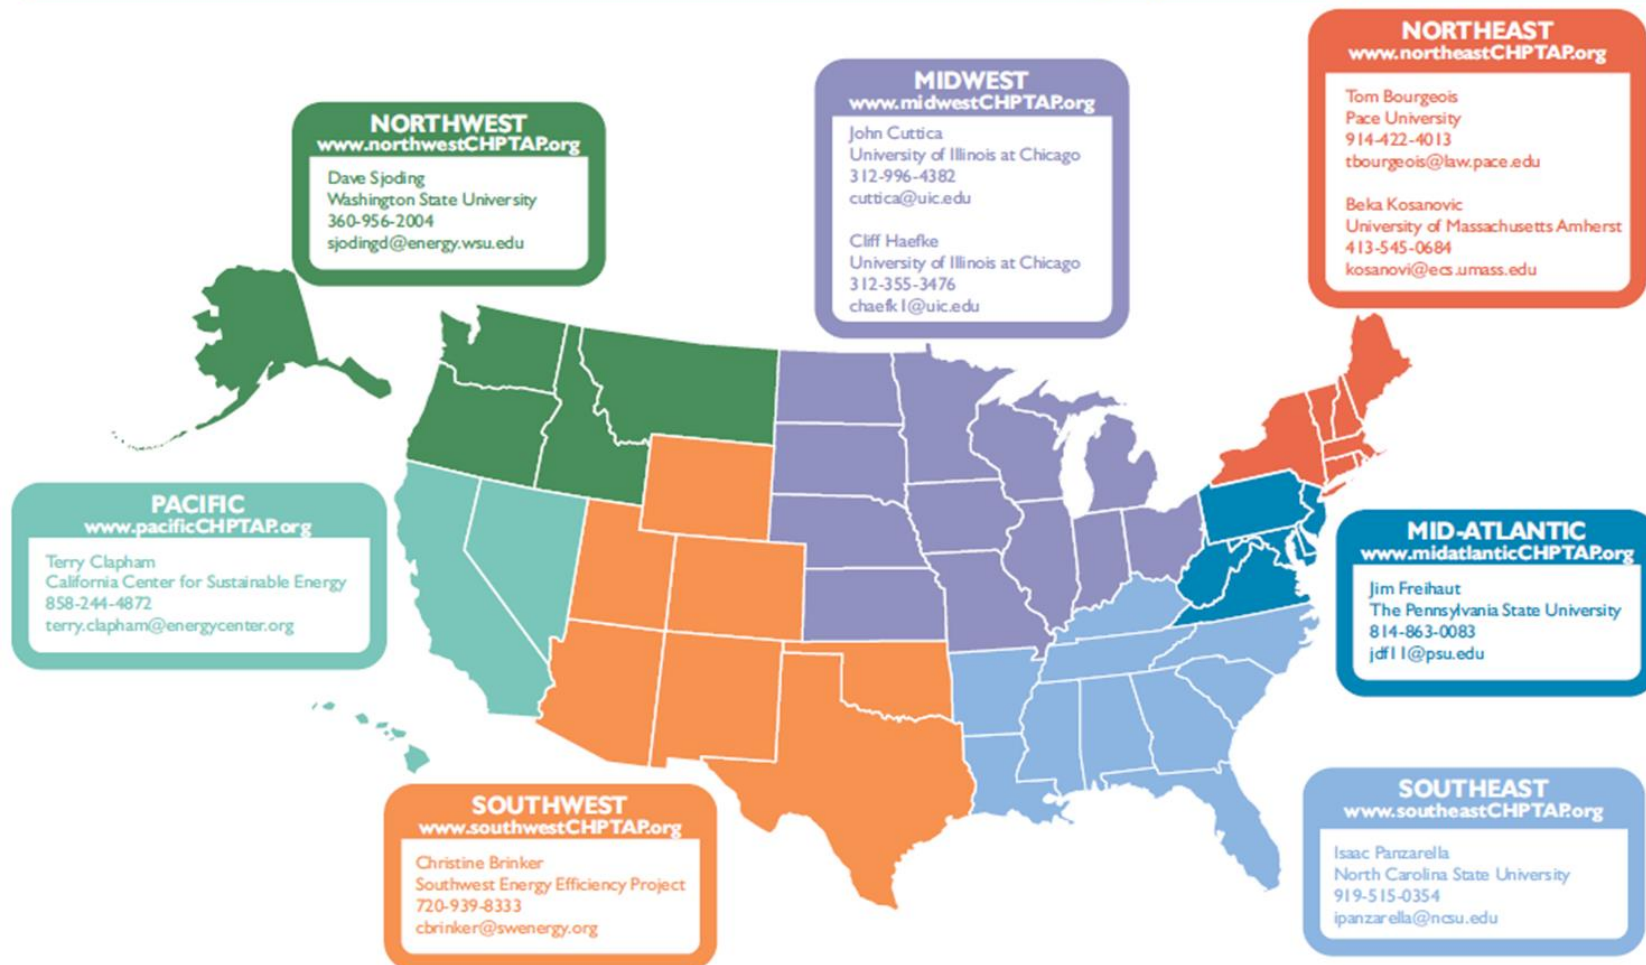 NORTHEAST
www.northeastCHPTAP.org
Tom Bourgeois
Pace University
914-422-4013
tbourgeois@law.pace.edu
Beka Kosanovic
University of Massachusetts Amherst
413-545-0684
kosanovi@ecs.umass.edu
MIDWEST
www.midwestCHPTAP.org
John Cuttica
University of Illinois at Chicago
312-996-4382
cuttica@uic.edu
Cliff Haefke
University of Illinois at Chicago
312-355-3476
chaefk1@uic.edu
NORTHWEST
www.northwestCHPTAP.org
Dave Sjoding
Washington State University
360-956-2004
sjodingd@energy.wsu.edu
PACIFIC
www.pacificCHPTAP.org
Terry Clapham
California Center for Sustainable Energy
858-244-4872
terry.clapham@energycenter.org
MID-ATLANTIC
www.midatlanticCHPTAP.org
Jim Freihaut
The Pennsylvania State University
814-863-0083
jdf11@psu.edu
SOUTHWEST
www.southwestCHPTAP.org
Christine Brinker
Southwest Energy Efficiency Project
720-939-8333
cbrinker@swenergy.org
SOUTHEAST
www.southeastCHPTAP.org
Isaac Panzarella
North Carolina State University
919-515-0354
ipanzarella@ncsu.edu